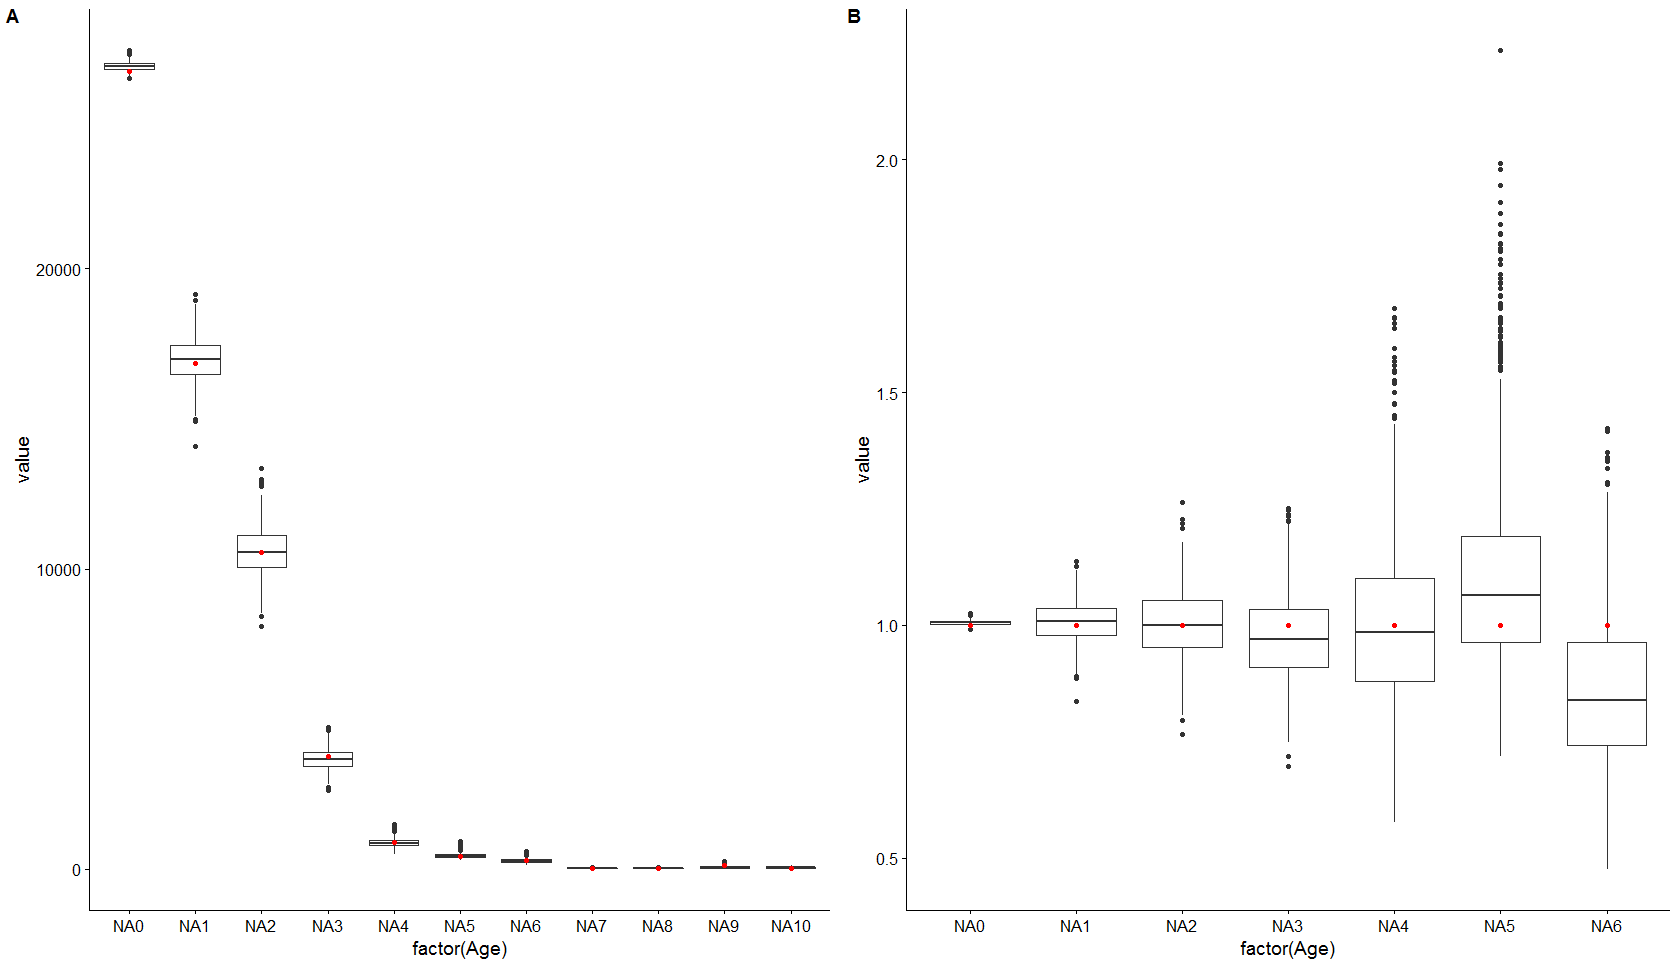 A
value
20000
10000
0
NA0 NA1 NA2 NA3 NA4 NA5 NA6 NA7 NA8 NA9 NA10
factor(Age)
B
value
2.0
1.5
1.0
0.5
NA0 NA1 NA2 NA3 NA4 NA5 NA6
factor(Age)